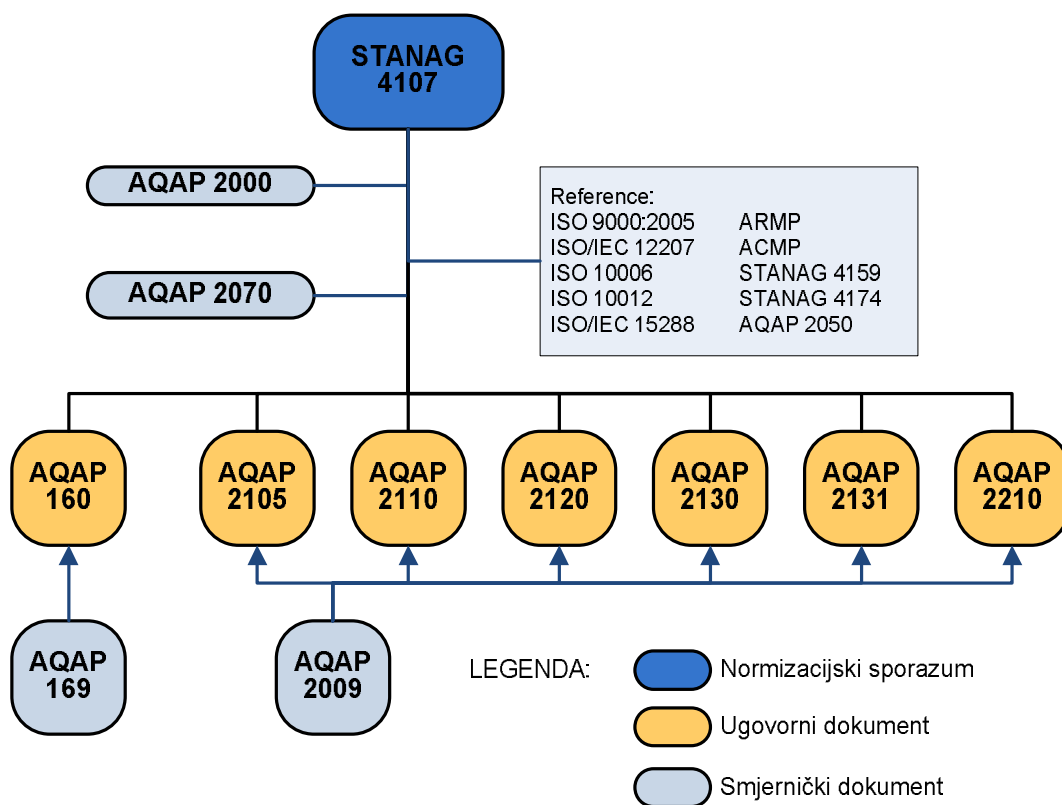 STANAG
4107
AQAP 2000
AQAP 2070
Reference:
ISO 9000:2005 ARMP
ISO/IEC 12207 ACMP
ISO 10006 STANAG 4159
ISO 10012 STANAG 4174
ISO/IEC 15288 AQAP 2050
AQAP
160
AQAP
2105
AQAP
2110
AQAP
2120
AQAP
2130
AQAP
2131
AQAP
2210
AQAP
169
AQAP
2009
LEGENDA:
Normizacijski sporazum
Ugovorni dokument
Smjernički dokument